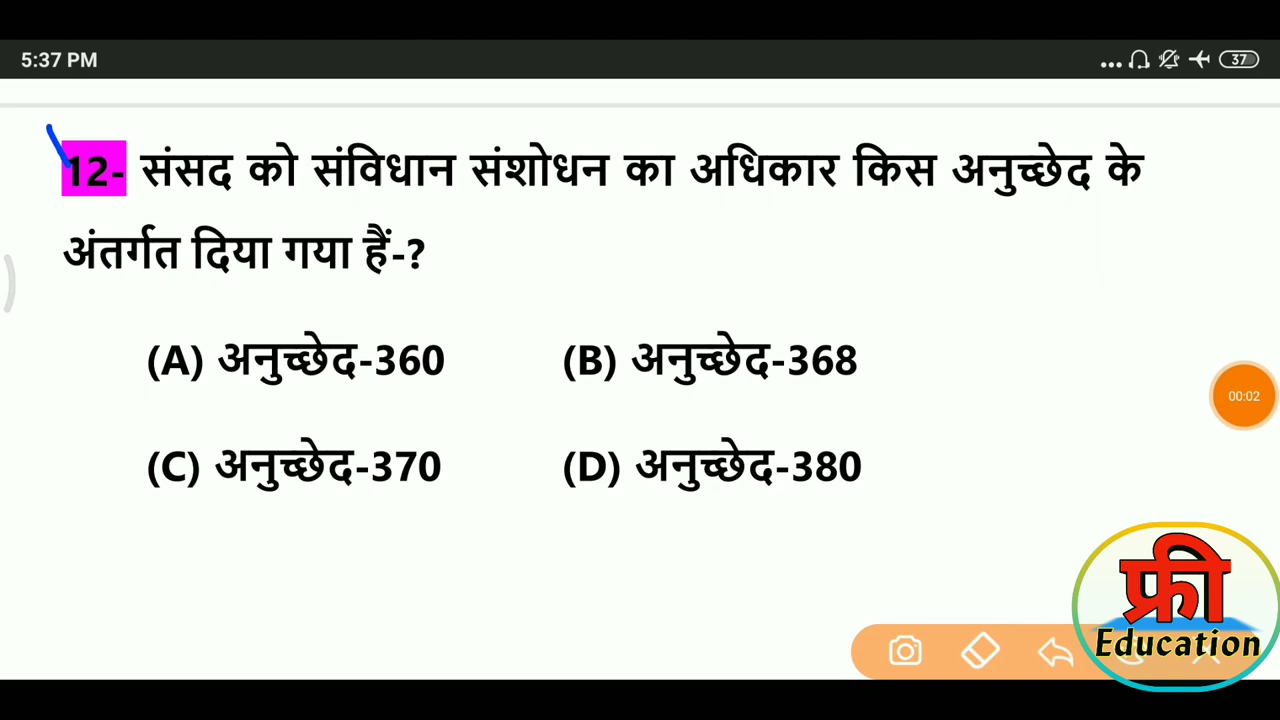 5:37 PM
37
12- संसद को संविधान संशोधन का अधिकार किस अनुच्छेद के
अंतर्गत दिया गया हैं-?
(A) अनुच्छेद-360 (B) अनुच्छेद-368
00:02
(C) अनुच्छेद-370 (D) अनुच्छेद-380
फ्री
Education